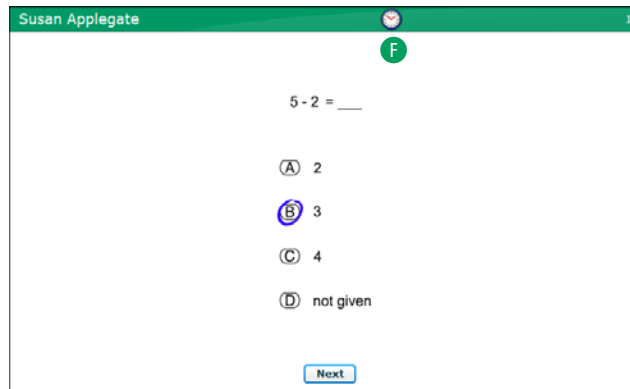 Susan Applegate
F
5 - 2 = ___
A 2
B 3
C 4
D not given
Next